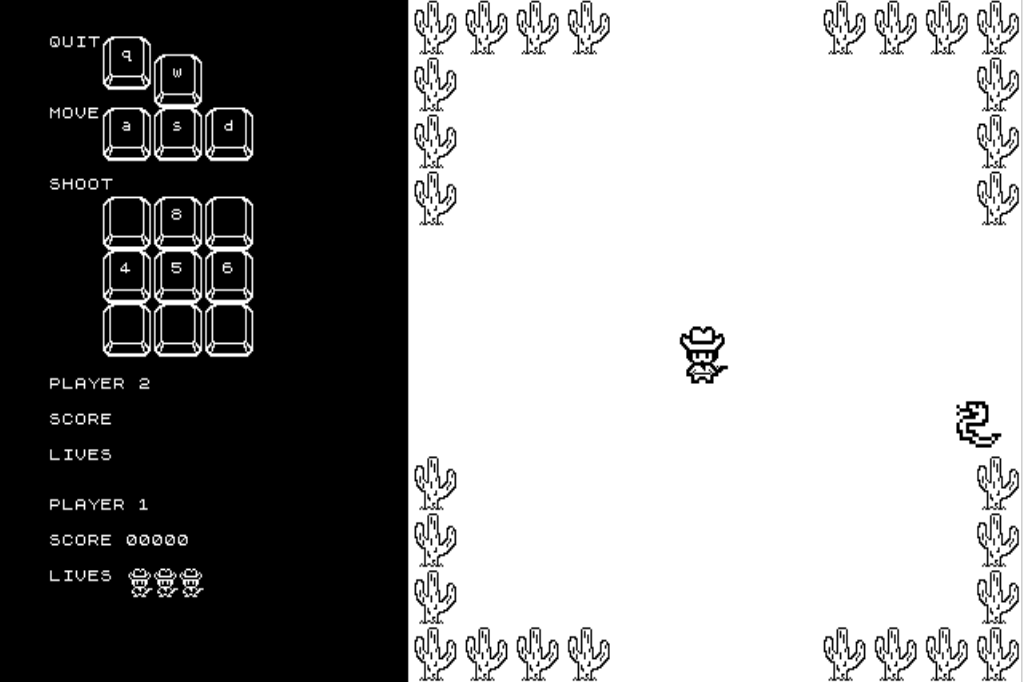 QUIT q
w
MOVE a s d
SHOOT
8
4 5 6
PLAYER 2
SCORE
LIVES
PLAYER 1
SCORE 00000
LIVES